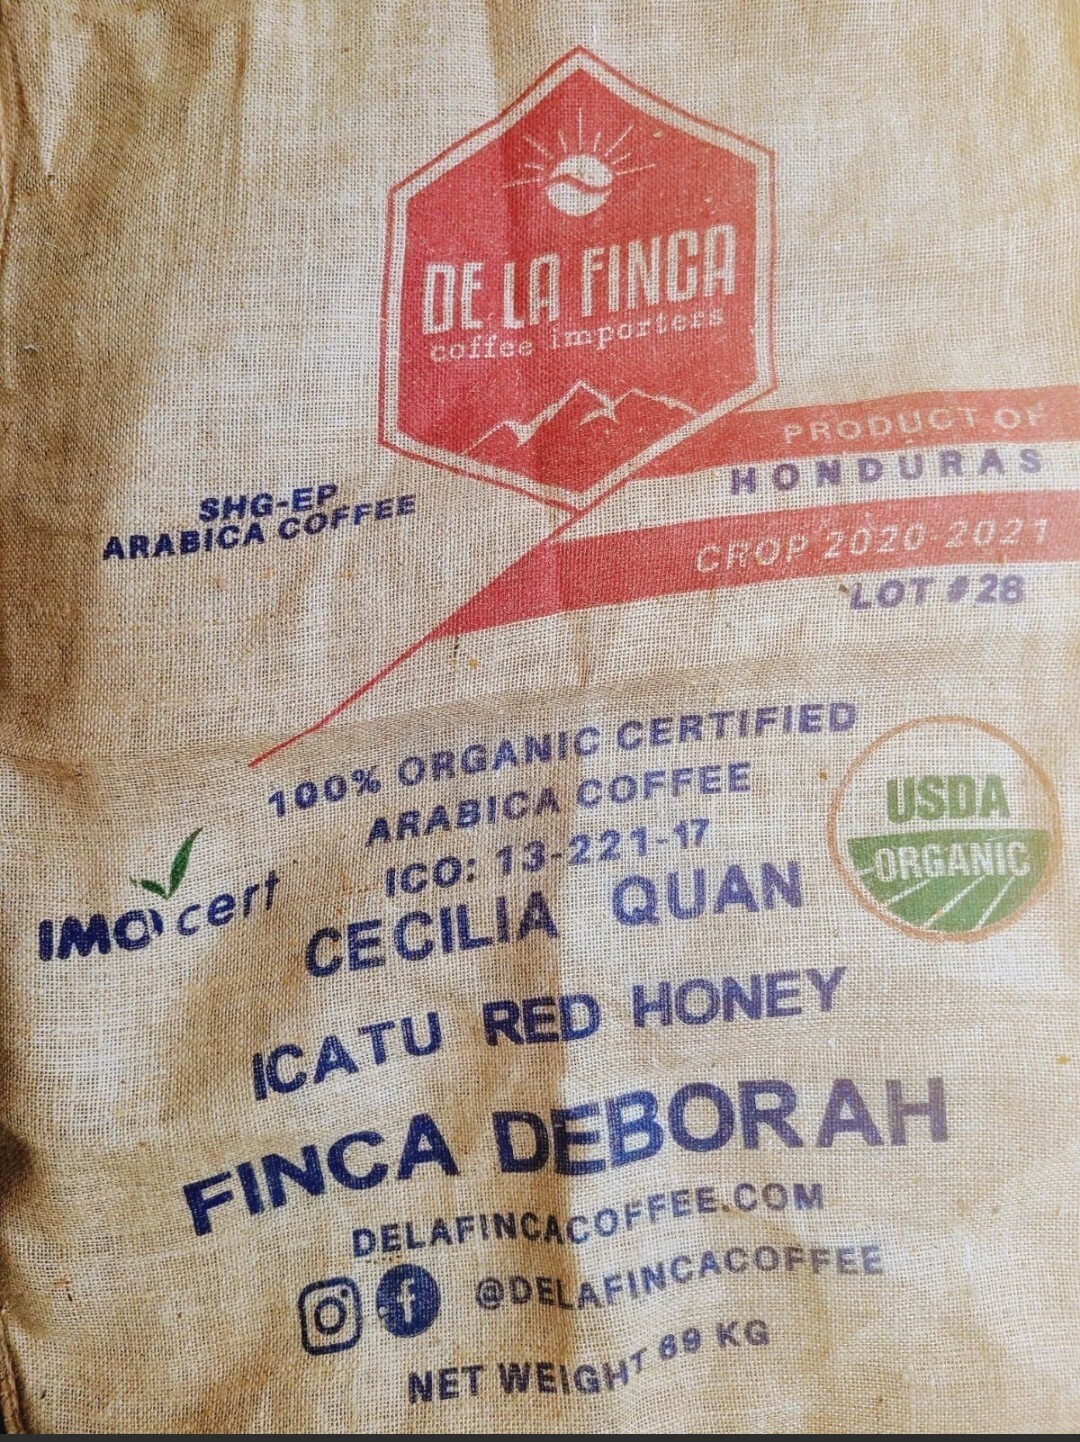 DE LA FINCA
coffee importers
PRODUCT OF
HONDURAS
SHG-EP
ARABICA COFFEE
CROP 2020 2021
LOT #28
100% ORGANIC CERTIFIED
ARABICA COFFEE
ICO: 13-221-17
USDA
ORGANIC
IMO cert
CECILIA QUAN
ICATU RED HONEY
FINCA DEBORAH
DELAFINCACOFFEE.COM
f @DELAFINCACOFFEE
NET WEIGHT 69 KG